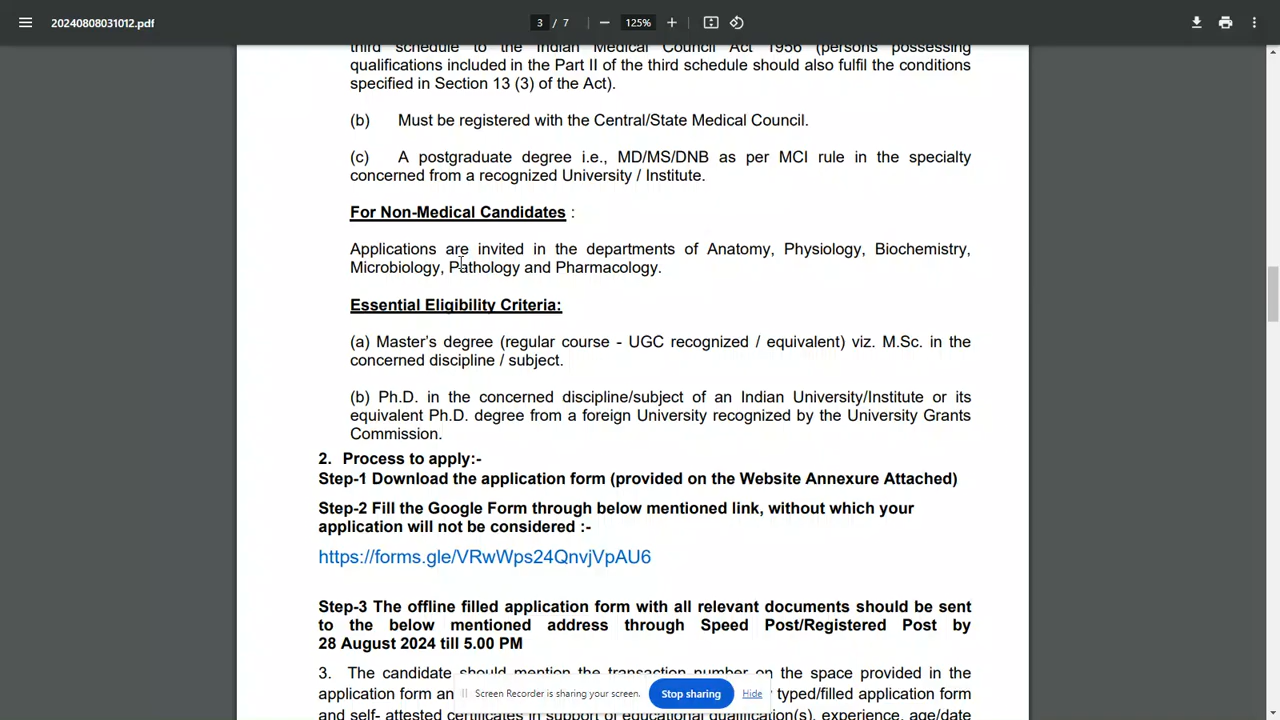 20240808031012.pdf
3 / 7
125%
third schedule to the Indian Medical Council Act 1956 (persons possessing
qualifications included in the Part II of the third schedule should also fulfil the conditions
specified in Section 13 (3) of the Act).
(b) Must be registered with the Central/State Medical Council.
(c) A postgraduate degree i.e., MD/MS/DNB as per MCI rule in the specialty
concerned from a recognized University / Institute.
For Non-Medical Candidates :
Applications are invited in the departments of Anatomy, Physiology, Biochemistry,
Microbiology, Pathology and Pharmacology.
Essential Eligibility Criteria:
(a) Master's degree (regular course - UGC recognized / equivalent) viz. M.Sc. in the
concerned discipline / subject.
(b) Ph.D. in the concerned discipline/subject of an Indian University/Institute or its
equivalent Ph.D. degree from a foreign University recognized by the University Grants
Commission.
2. Process to apply:-
Step-1 Download the application form (provided on the Website Annexure Attached)
Step-2 Fill the Google Form through below mentioned link, without which your
application will not be considered :-
https://forms.gle/VRwWps24QnvjVpAU6
Step-3 The offline filled application form with all relevant documents should be sent
to the below mentioned address through Speed Post/Registered Post by
28 August 2024 till 5.00 PM
3. The candidate should mention the transaction number on the space provided in the
application form an typed/filled application form
and self- attested certificates in support of educational qualification(s), experience, age/date
Screen Recorder is sharing your screen.
Stop sharing
Hide